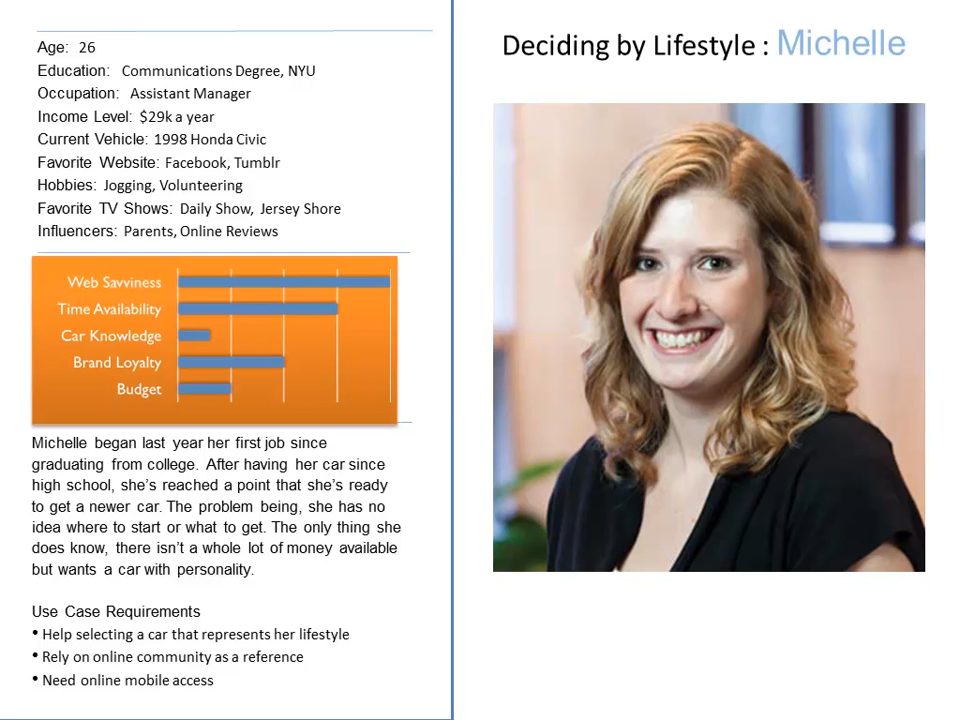 Age: 26
Education: Communications Degree, NYU
Occupation: Assistant Manager
Income Level: $29k a year
Current Vehicle: 1998 Honda Civic
Favorite Website: Facebook, Tumblr
Hobbies: Jogging, Volunteering
Favorite TV Shows: Daily Show, Jersey Shore
Influencers: Parents, Online Reviews
Web Savviness
Time Availability
Car Knowledge
Brand Loyalty
Budget
Michelle began last year her first job since
graduating from college. After having her car since
high school, she's reached a point that she's ready
to get a newer car. The problem being, she has no
idea where to start or what to get. The only thing she
does know, there isn't a whole lot of money available
but wants a car with personality.
Use Case Requirements
• Help selecting a car that represents her lifestyle
• Rely on online community as a reference
• Need online mobile access
Deciding by Lifestyle : Michelle